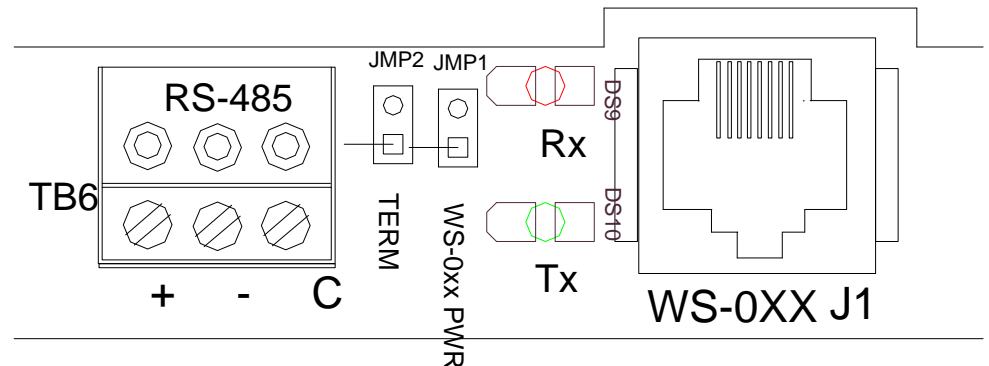 JMP2
JMP1
RS-485
DS9
Rx
TB6
TERM
WS-0xx PWR
DS10
+ - C
Tx
WS-0XX J1